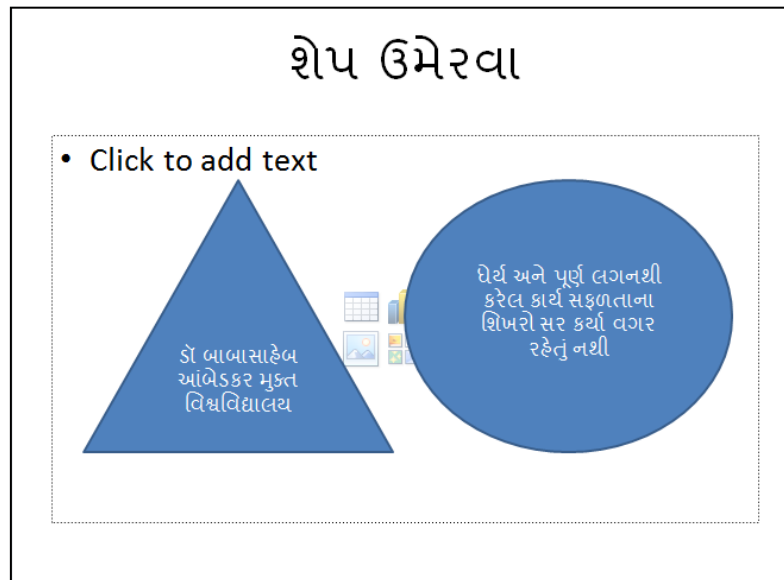 શેપ ઉમેરવા
• Click to add text
ડૉ બાબાસાહેબ
આંબેડકર મુક્ત
વિશ્વવિદ્યાલય
ધેર્ય અને પૂર્ણ લગનથી
કરેલ કાર્ય સફળતાના
શિખરો સર કર્યા વગર
રહેતું નથી